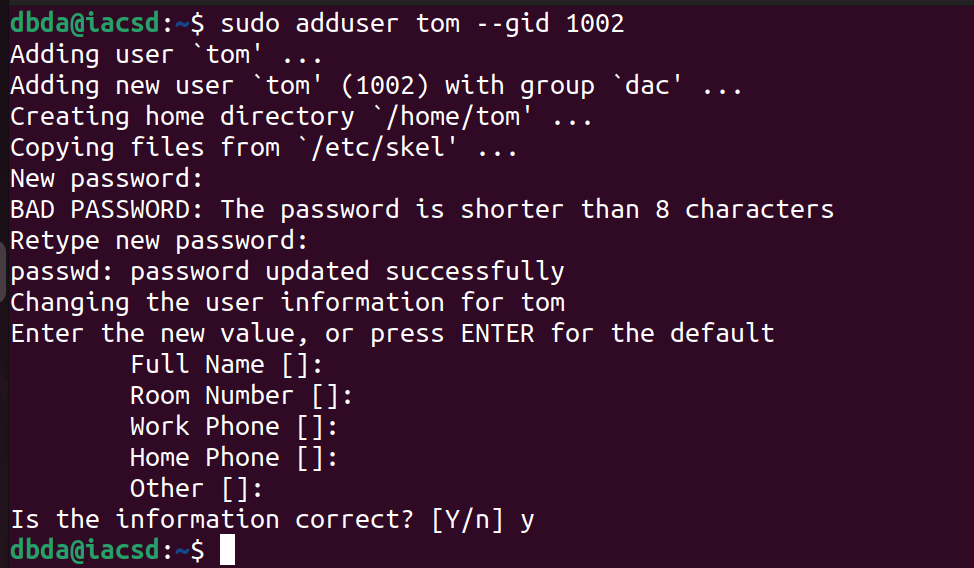 dbda@iacsd:~$ sudo adduser tom --gid 1002
Adding user `tom' ...
Adding new user `tom' (1002) with group `dac' ...
Creating home directory `/home/tom' ...
Copying files from `/etc/skel' ...
New password:
BAD PASSWORD: The password is shorter than 8 characters
Retype new password:
passwd: password updated successfully
Changing the user information for tom
Enter the new value, or press ENTER for the default
        Full Name []:
        Room Number []:
        Work Phone []:
        Home Phone []:
        Other []:
Is the information correct? [Y/n] y
dbda@iacsd:~$